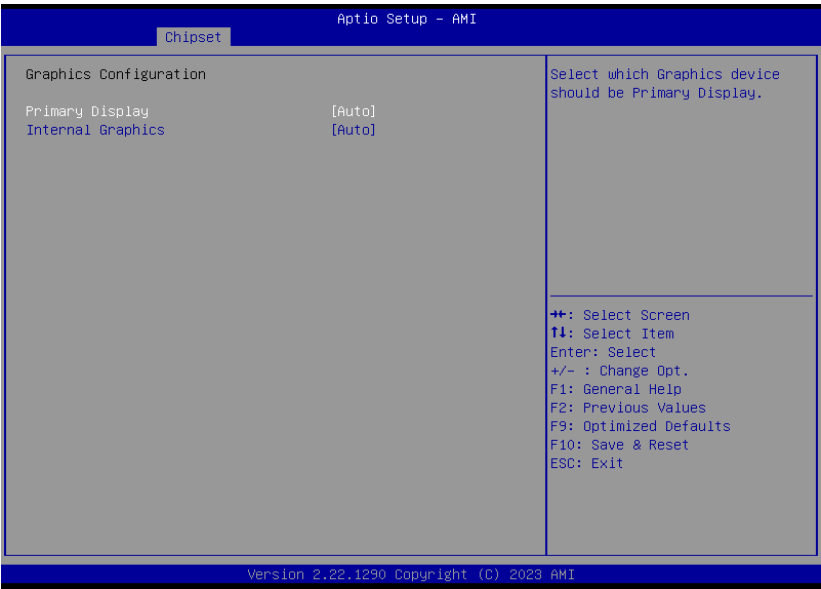 Aptio Setup – AMI
Chipset
Graphics Configuration
Primary Display [Auto]
Internal Graphics [Auto]
Select which Graphics device
should be Primary Display.
→←: Select Screen
↑↓: Select Item
Enter: Select
+/- : Change Opt.
F1: General Help
F2: Previous Values
F9: Optimized Defaults
F10: Save & Reset
ESC: Exit
Version 2.22.1290 Copyright (C) 2023 AMI